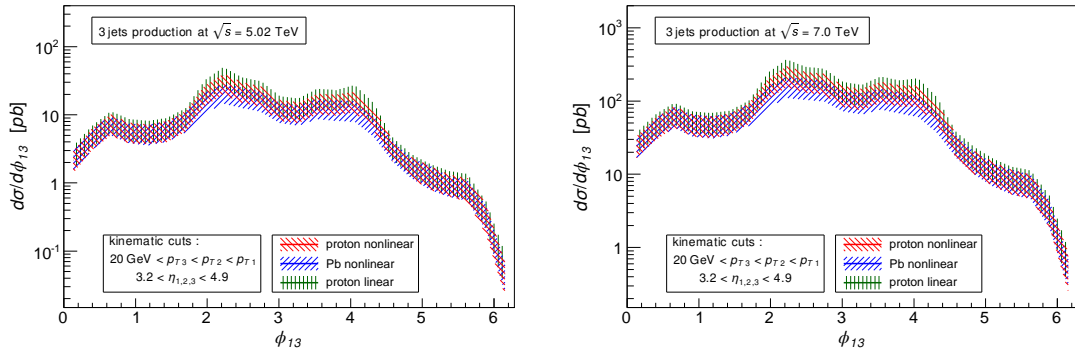 3 jets production at √s = 5.02 TeV
10²
10
1
10⁻¹
dσ/dϕ₁₃ [pb]
kinematic cuts :
20 GeV < p_T3 < p_T2 < p_T1
3.2 < η₁,₂,₃ < 4.9
proton nonlinear
Pb nonlinear
proton linear
0 1 2 3 4 5 6
ϕ₁₃
3 jets production at √s = 7.0 TeV
10³
10²
10
1
dσ/dϕ₁₃ [pb]
kinematic cuts :
20 GeV < p_T3 < p_T2 < p_T1
3.2 < η₁,₂,₃ < 4.9
proton nonlinear
Pb nonlinear
proton linear
0 1 2 3 4 5 6
ϕ₁₃